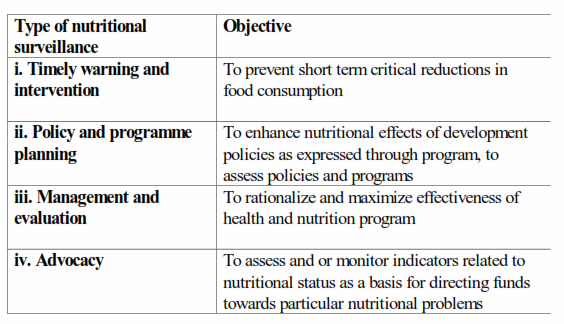 Type of nutritional surveillance
Objective
i. Timely warning and intervention
To prevent short term critical reductions in
food consumption
ii. Policy and programme planning
To enhance nutritional effects of development
policies as expressed through program, to
assess policies and programs
iii. Management and evaluation
To rationalize and maximize effectiveness of
health and nutrition program
iv. Advocacy
To assess and or monitor indicators related to
nutritional status as a basis for directing funds
towards particular nutritional problems